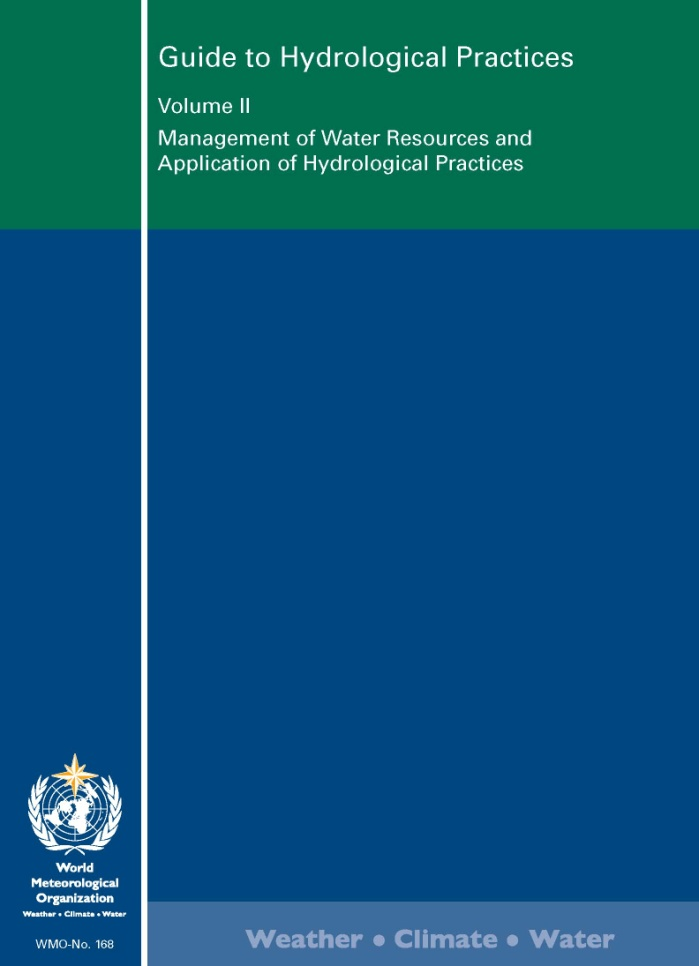 Guide to Hydrological Practices
Volume II
Management of Water Resources and
Application of Hydrological Practices
World
Meteorological
Organization
Weather • Climate • Water
WMO-No. 168
Weather • Climate • Water